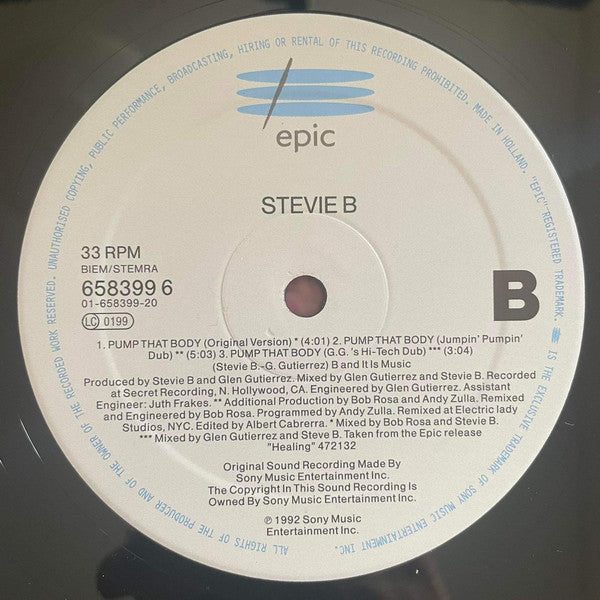 epic
STEVIE B
33 RPM
BIEM/STEMRA
658399 6
01-658399-20
LC 0199
B
1. PUMP THAT BODY (Original Version) * (4:01) 2. PUMP THAT BODY (Jumpin' Pumpin'
Dub) ** (5:03) 3. PUMP THAT BODY (G.G.'s Hi-Tech Dub) *** (3:04)
(Stevie B.-G. Gutierrez) B and It Is Music
Produced by Stevie B and Glen Gutierrez. Mixed by Glen Gutierrez and Stevie B. Recorded
at Secret Recording, N. Hollywood, CA. Engineered by Glen Gutierrez. Assistant
Engineer: Juth Frakes. ** Additional Production by Bob Rosa and Andy Zulla. Remixed
and Engineered by Bob Rosa. Programmed by Andy Zulla. Remixed at Electric lady
Studios, NYC. Edited by Albert Cabrerra. * Mixed by Bob Rosa and Stevie B.
*** Mixed by Glen Gutierrez and Steve B. Taken from the Epic release
"Healing" 472132
Original Sound Recording Made By
Sony Music Entertainment Inc.
The Copyright In This Sound Recording Is
Owned By Sony Music Entertainment Inc.
℗ 1992 Sony Music
Entertainment Inc.
ALL RIGHTS OF THE PRODUCER AND OF THE OWNER OF THE RECORDED WORK RESERVED. UNAUTHORISED COPYING, PUBLIC PERFORMANCE, BROADCASTING, HIRING OR RENTAL OF THIS RECORDING PROHIBITED. MADE IN HOLLAND. "EPIC"-REGISTERED TRADEMARK. IS THE EXCLUSIVE TRADEMARK OF SONY MUSIC ENTERTAINMENT INC.